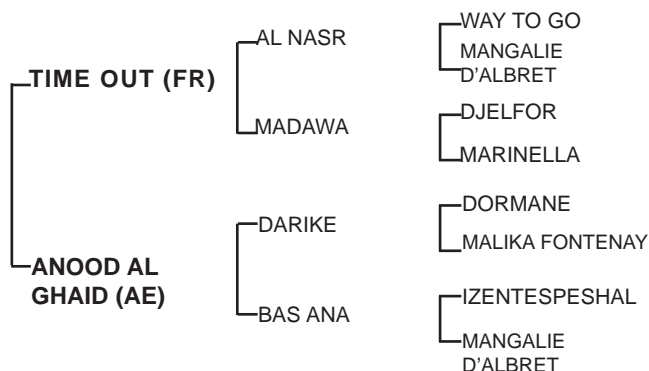 WAY TO GO
AL NASR
MANGALIE
D’ALBRET
TIME OUT (FR)
DJELFOR
MADAWA
MARINELLA
DORMANE
DARIKE
MALIKA FONTENAY
ANOOD AL
GHAID (AE)
IZENTESPESHAL
BAS ANA
MANGALIE
D’ALBRET